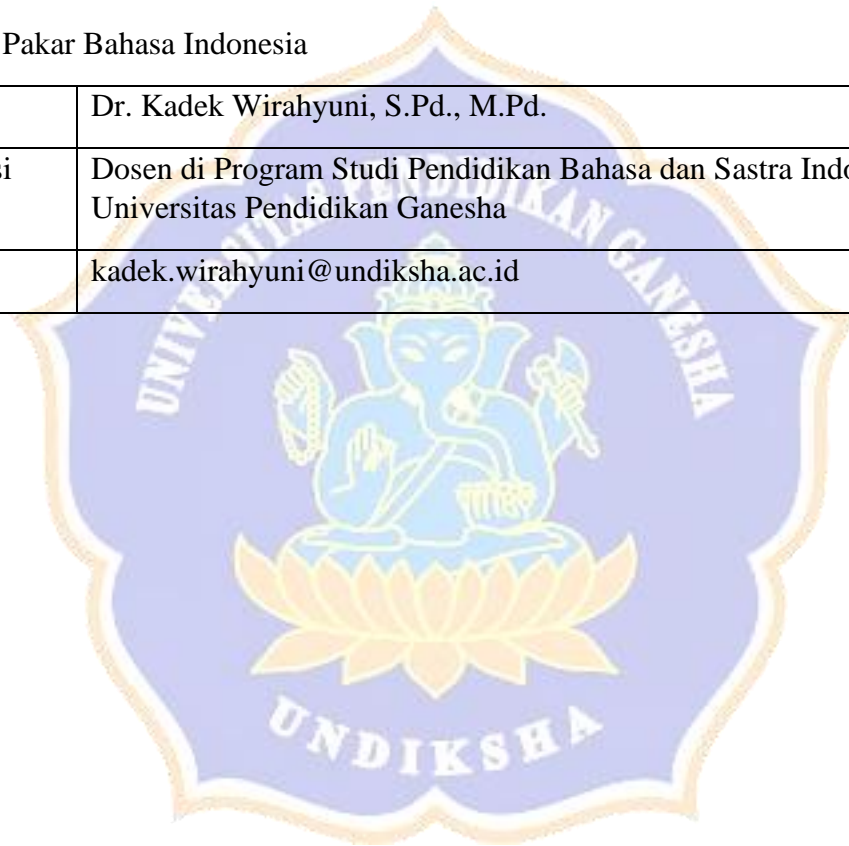 Pakar Bahasa Indonesia
Dr. Kadek Wirahyuni, S.Pd., M.Pd.
si Dosen di Program Studi Pendidikan Bahasa dan Sastra Indo
Universitas Pendidikan Ganesha
kadek.wirahyuni@undiksha.ac.id
UNIVERSITAS PENDIDIKAN GANESHA
UNDIKSHA